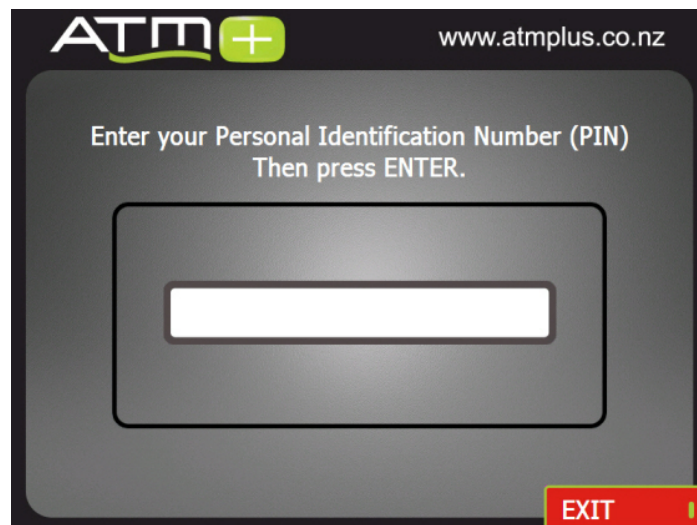 ATM+
www.atmplus.co.nz
Enter your Personal Identification Number (PIN)
Then press ENTER.
EXIT